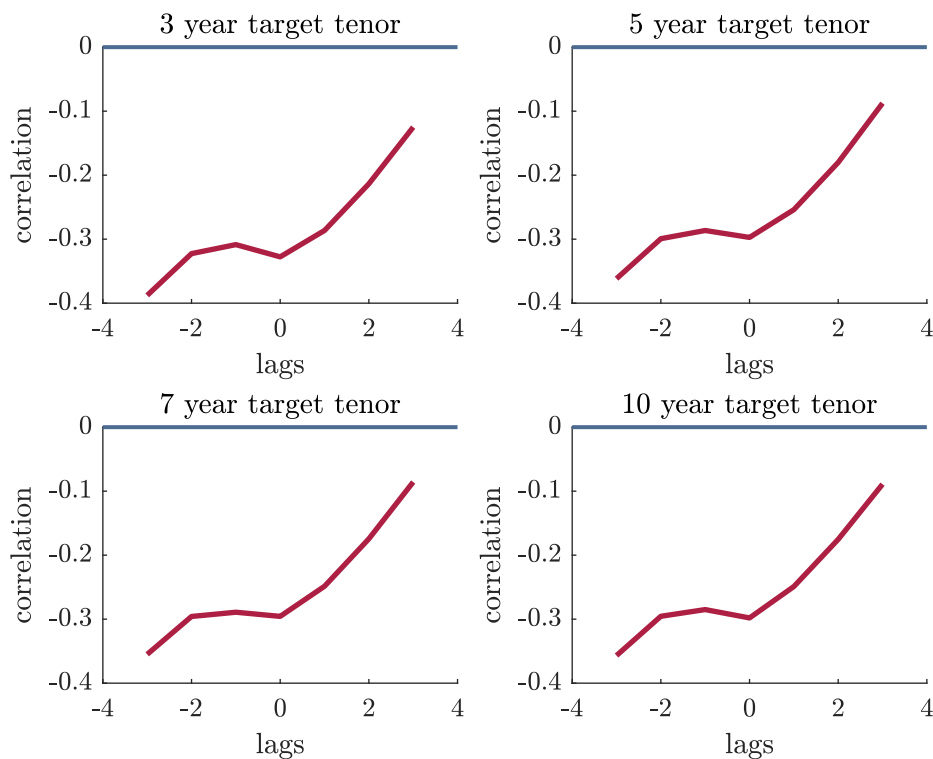 3 year target tenor
0
-0.1
-0.2
-0.3
-0.4
correlation
-4 -2 0 2 4
lags
5 year target tenor
0
-0.1
-0.2
-0.3
-0.4
correlation
-4 -2 0 2 4
lags
7 year target tenor
0
-0.1
-0.2
-0.3
-0.4
correlation
-4 -2 0 2 4
lags
10 year target tenor
0
-0.1
-0.2
-0.3
-0.4
correlation
-4 -2 0 2 4
lags